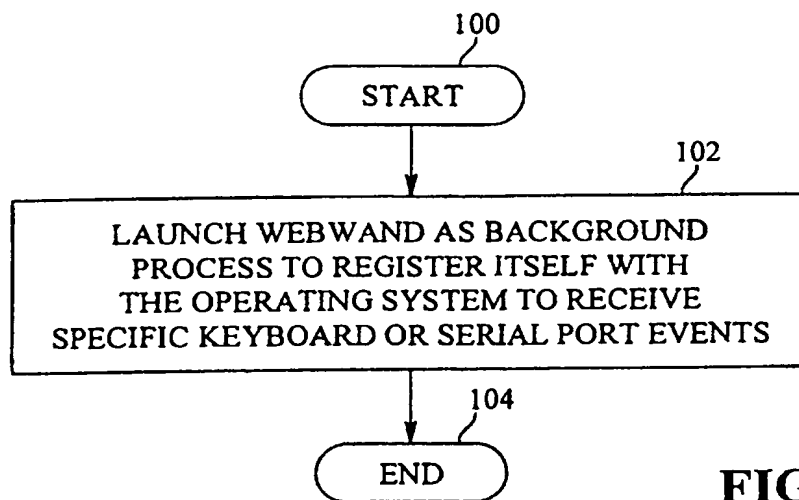 100
START
102
LAUNCH WEBWAND AS BACKGROUND
PROCESS TO REGISTER ITSELF WITH
THE OPERATING SYSTEM TO RECEIVE
SPECIFIC KEYBOARD OR SERIAL PORT EVENTS
104
END
FIG